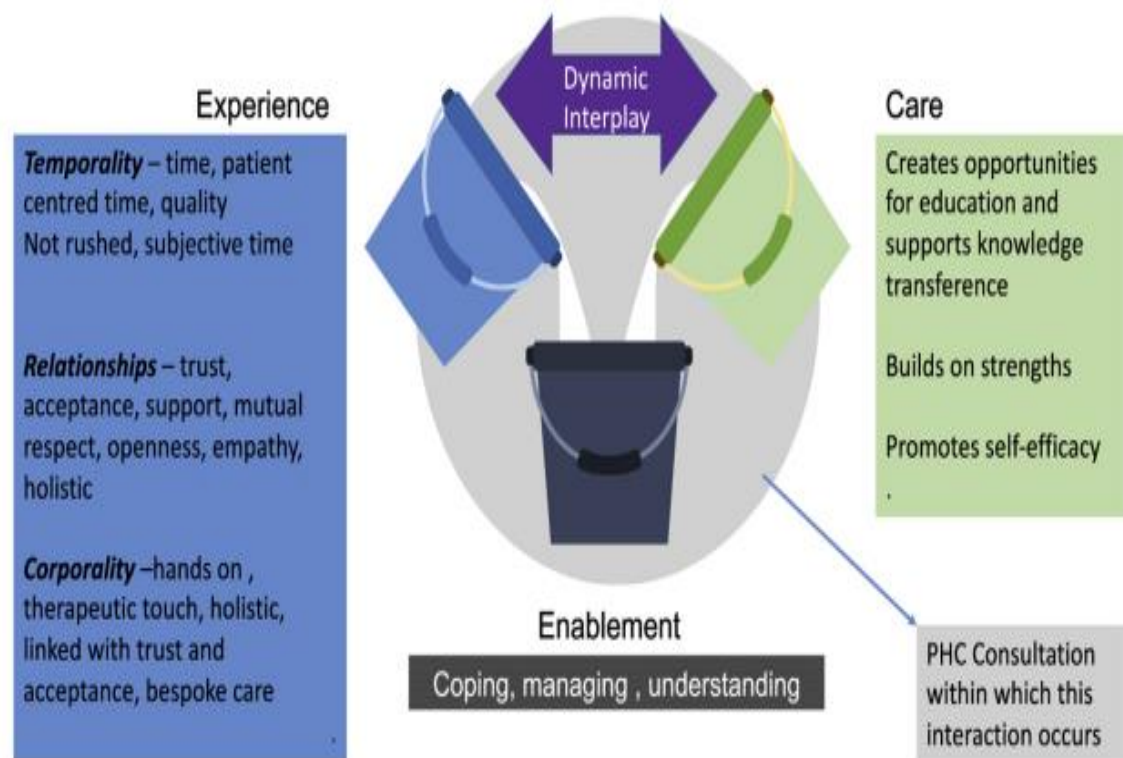 Dynamic
Interplay
Experience
Temporality – time, patient
centred time, quality
Not rushed, subjective time
Relationships – trust,
acceptance, support, mutual
respect, openness, empathy,
holistic
Corporality –hands on ,
therapeutic touch, holistic,
linked with trust and
acceptance, bespoke care
.
Care
Creates opportunities
for education and
supports knowledge
transference
Builds on strengths
Promotes self-efficacy
.
Enablement
Coping, managing , understanding
PHC Consultation
within which this
interaction occurs